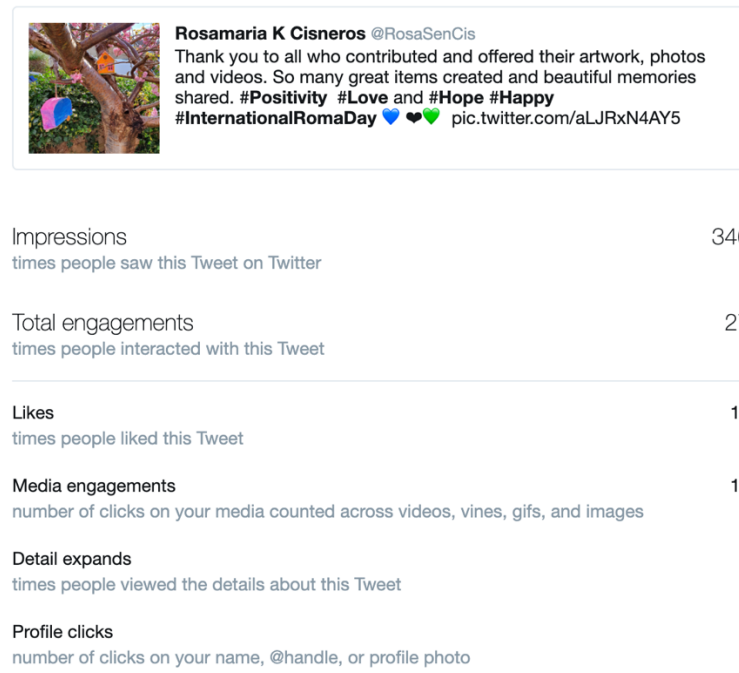 Rosamaria K Cisneros @RosaSenCis
Thank you to all who contributed and offered their artwork, photos
and videos. So many great items created and beautiful memories
shared. #Positivity #Love and #Hope #Happy
#InternationalRomaDay 💙 🖤💚 pic.twitter.com/aLJRxN4AY5
Impressions
times people saw this Tweet on Twitter
Total engagements
times people interacted with this Tweet
Likes
times people liked this Tweet
Media engagements
number of clicks on your media counted across videos, vines, gifs, and images
Detail expands
times people viewed the details about this Tweet
Profile clicks
number of clicks on your name, @handle, or profile photo